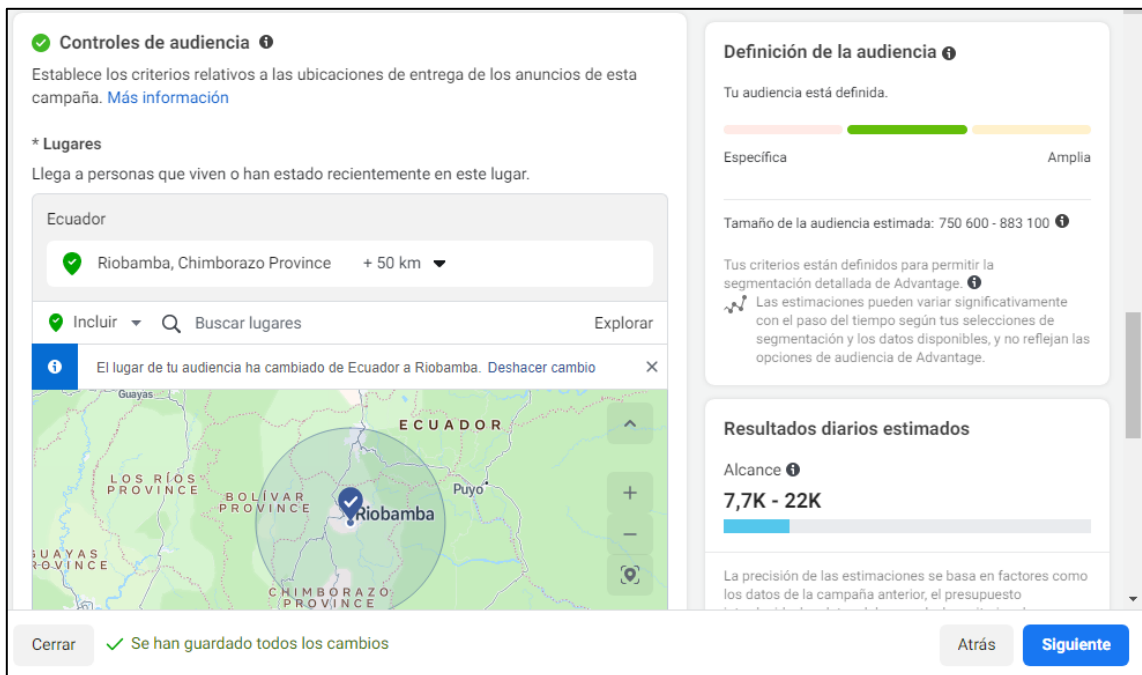 Controles de audiencia
Establece los criterios relativos a las ubicaciones de entrega de los anuncios de esta
campaña. Más información
* Lugares
Llega a personas que viven o han estado recientemente en este lugar.
Ecuador
Riobamba, Chimborazo Province + 50 km
Incluir Buscar lugares Explorar
El lugar de tu audiencia ha cambiado de Ecuador a Riobamba. Deshacer cambio
Guayas
ECUADOR
LOS RÍOS
PROVINCE
BOLÍVAR
PROVINCE
Puyo
Riobamba
GUAYAS
PROVINCE
CHIMBORAZO
PROVINCE
Definición de la audiencia
Tu audiencia está definida.
Específica Amplia
Tamaño de la audiencia estimada: 750 600 - 883 100
Tus criterios están definidos para permitir la
segmentación detallada de Advantage.
Las estimaciones pueden variar significativamente
con el paso del tiempo según tus selecciones de
segmentación y los datos disponibles, y no reflejan las
opciones de audiencia de Advantage.
Resultados diarios estimados
Alcance
7,7K - 22K
La precisión de las estimaciones se basa en factores como
los datos de la campaña anterior, el presupuesto
Cerrar Se han guardado todos los cambios Atrás Siguiente